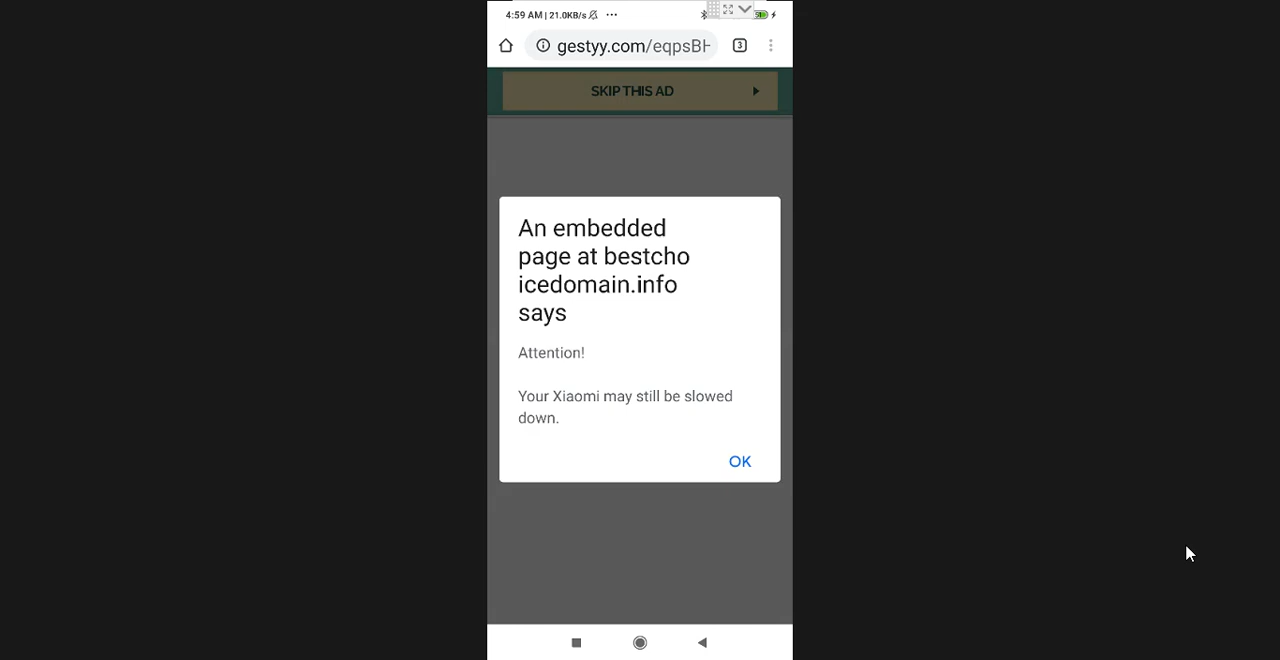 4:59 AM | 21.0KB/s
gestyy.com/eqpsBH
3
SKIP THIS AD
An embedded
page at bestcho
icedomain.info
says
Attention!
Your Xiaomi may still be slowed
down.
OK